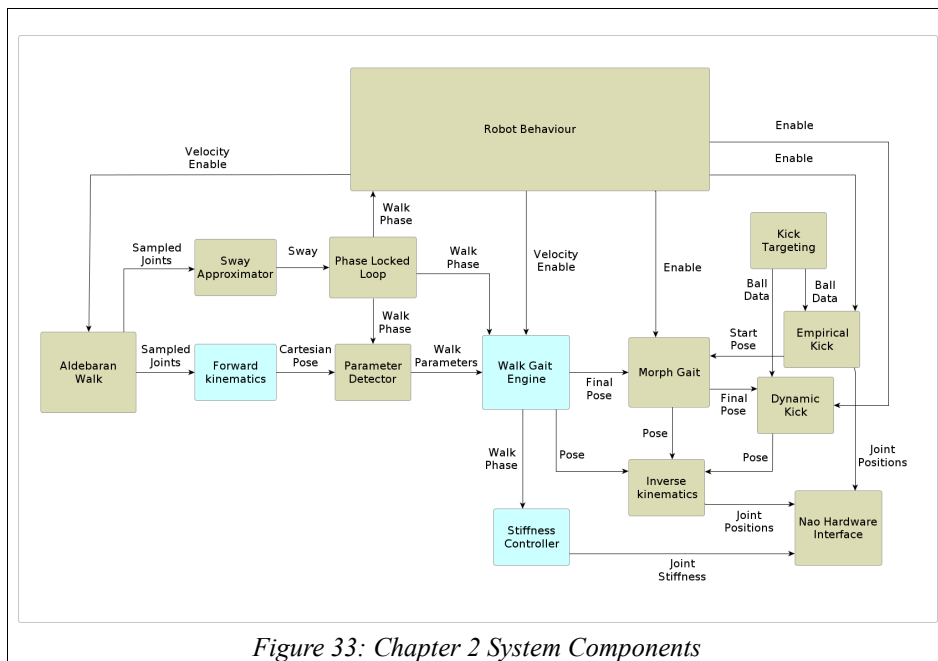 Robot Behaviour
Enable
Enable
Velocity
Enable
Walk
Phase
Kick
Targeting
Sampled
Joints
Sway
Approximator
Sway
Phase Locked
Loop
Walk
Phase
Velocity
Enable
Enable
Ball
Data
Ball
Data
Walk
Phase
Aldebaran
Walk
Sampled
Joints
Forward
kinematics
Cartesian
Pose
Parameter
Detector
Walk
Parameters
Walk Gait
Engine
Final
Pose
Morph Gait
Start
Pose
Empirical
Kick
Final
Pose
Dynamic
Kick
Walk
Phase
Pose
Pose
Pose
Joint
Positions
Inverse
kinematics
Joint
Positions
Nao Hardware
Interface
Stiffness
Controller
Joint
Stiffness
Figure 33: Chapter 2 System Components